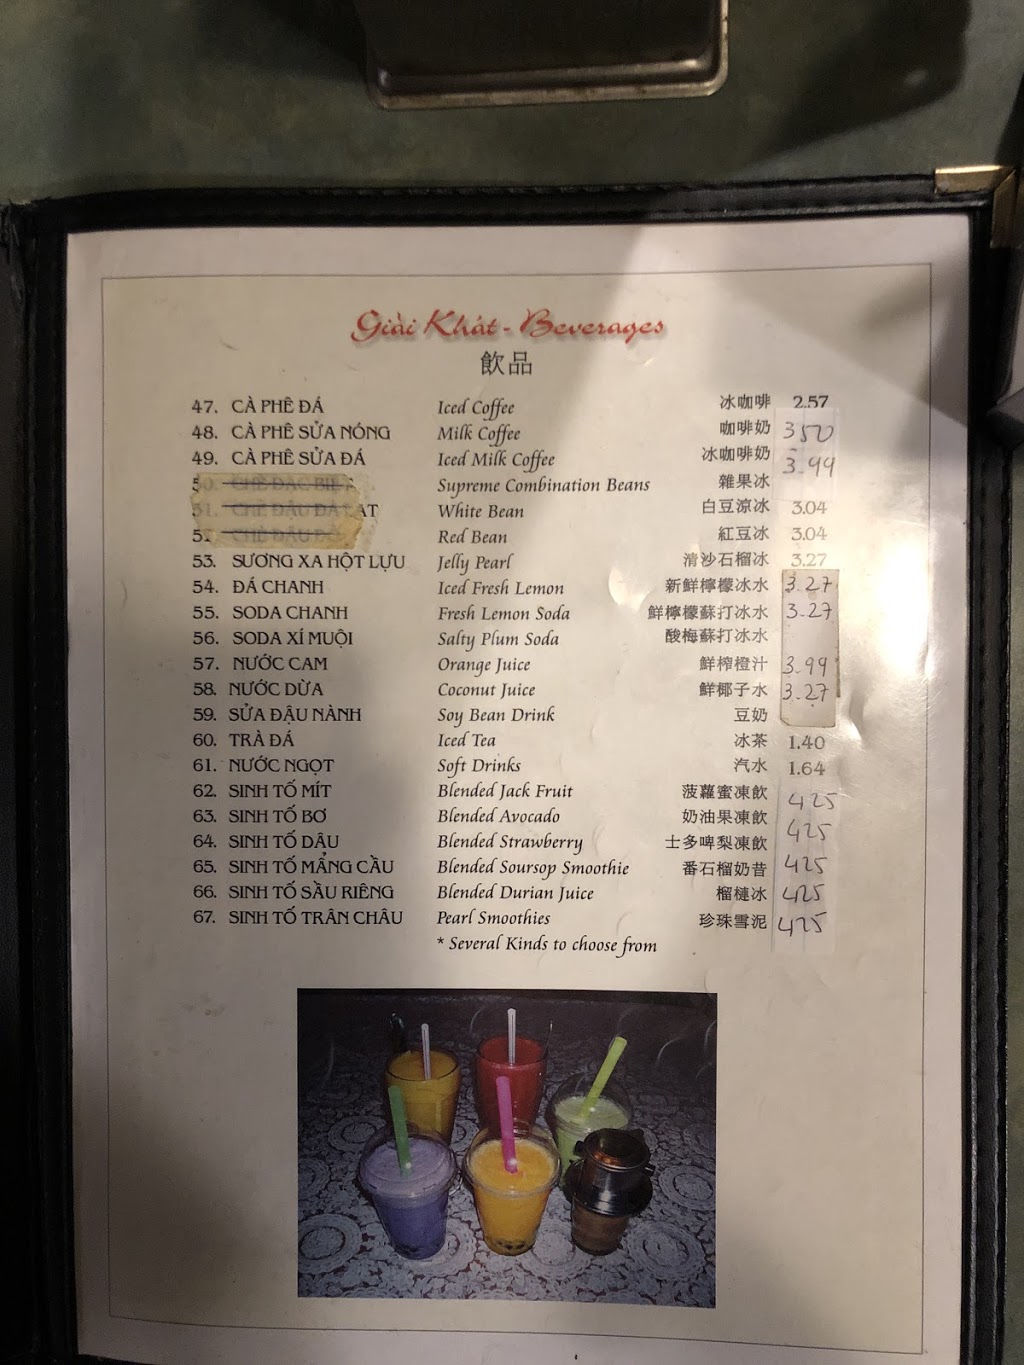 Giải Khát - Beverages
飲品
47. CÀ PHÊ ĐÁ Iced Coffee 冰咖啡 2.57
48. CÀ PHÊ SỬA NÓNG Milk Coffee 咖啡奶 3.50
49. CÀ PHÊ SỬA ĐÁ Iced Milk Coffee 冰咖啡奶 3.99
50. CHÈ ĐẶC BIỆT Supreme Combination Beans 雜果冰
51. CHÈ ĐẬU ĐÀ LẠT White Bean 白豆涼冰 3.04
52. CHÈ ĐẬU ĐỎ Red Bean 紅豆冰 3.04
53. SƯƠNG XA HỘT LỰU Jelly Pearl 清沙石榴冰 3.27
54. ĐÁ CHANH Iced Fresh Lemon 新鮮檸檬冰水 3.27
55. SODA CHANH Fresh Lemon Soda 鮮檸檬蘇打冰水 3.27
56. SODA XÍ MUỘI Salty Plum Soda 酸梅蘇打冰水
57. NƯỚC CAM Orange Juice 鮮榨橙汁 3.99
58. NƯỚC DỪA Coconut Juice 鮮椰子水 3.27
59. SỬA ĐẬU NÀNH Soy Bean Drink 豆奶
60. TRÀ ĐÁ Iced Tea 冰茶 1.40
61. NƯỚC NGỌT Soft Drinks 汽水 1.64
62. SINH TỐ MÍT Blended Jack Fruit 菠蘿蜜凍飲 425
63. SINH TỐ BƠ Blended Avocado 奶油果凍飲 425
64. SINH TỐ DÂU Blended Strawberry 士多啤梨凍飲 425
65. SINH TỐ MẢNG CẦU Blended Soursop Smoothie 番石榴奶昔 425
66. SINH TỐ SẦU RIÊNG Blended Durian Juice 榴槤冰 425
67. SINH TỐ TRÂN CHÂU Pearl Smoothies 珍珠雪泥 425
* Several Kinds to choose from